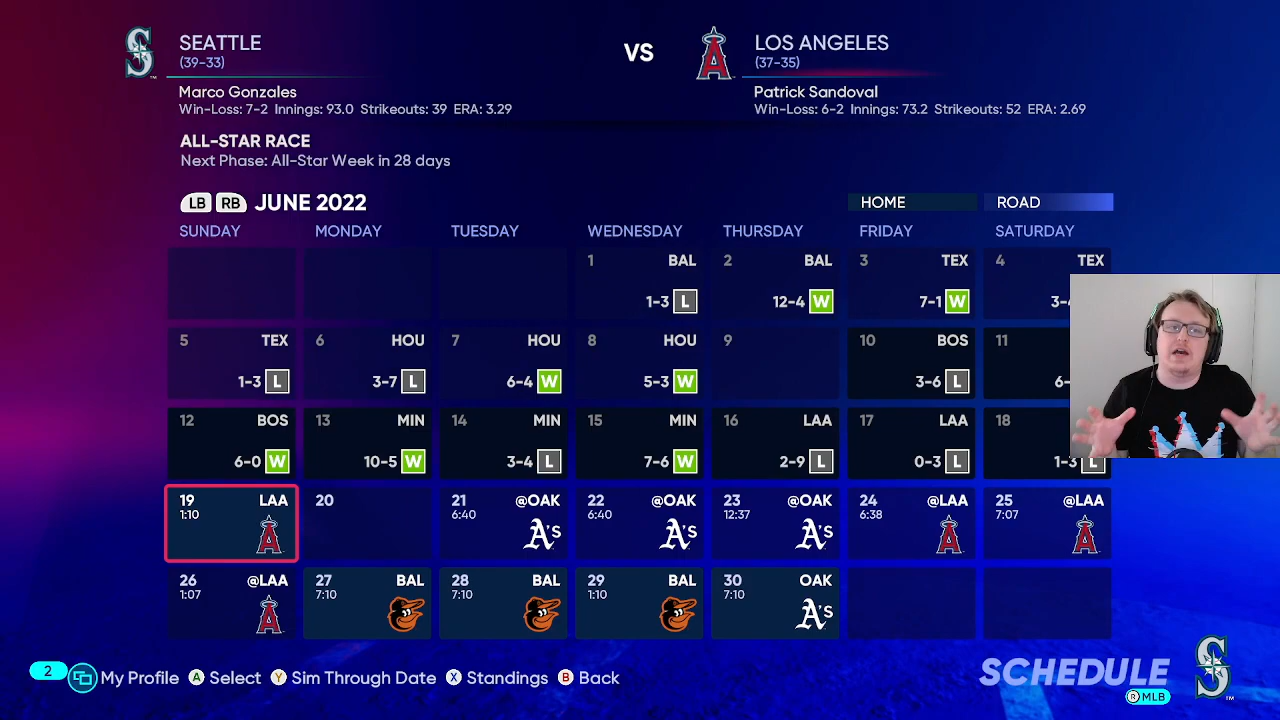 SEATTLE
(39-33)
VS
LOS ANGELES
(37-35)
Marco Gonzales
Win-Loss: 7-2 Innings: 93.0 Strikeouts: 39 ERA: 3.29
Patrick Sandoval
Win-Loss: 6-2 Innings: 73.2 Strikeouts: 52 ERA: 2.69
ALL-STAR RACE
Next Phase: All-Star Week in 28 days
LB RB JUNE 2022
HOME ROAD
SUNDAY MONDAY TUESDAY WEDNESDAY THURSDAY FRIDAY SATURDAY
1 BAL 2 BAL 3 TEX 4 TEX
1-3 L 12-4 W 7-1 W
5 TEX 6 HOU 7 HOU 8 HOU 9 10 BOS 11
1-3 L 3-7 L 6-4 W 5-3 W 3-6 L
12 BOS 13 MIN 14 MIN 15 MIN 16 LAA 17 LAA 18
6-0 W 10-5 W 3-4 L 7-6 W 2-9 L 0-3 L 1-3 L
19 LAA 20 21 @OAK 22 @OAK 23 @OAK 24 @LAA 25 @LAA
1:10 6:40 6:40 12:37 6:38 7:07
A A's A's A's A A
26 @LAA 27 BAL 28 BAL 29 BAL 30 OAK
1:07 7:10 7:10 1:10 7:10
A A's
2 My Profile A Select Y Sim Through Date X Standings B Back
SCHEDULE
R MLB